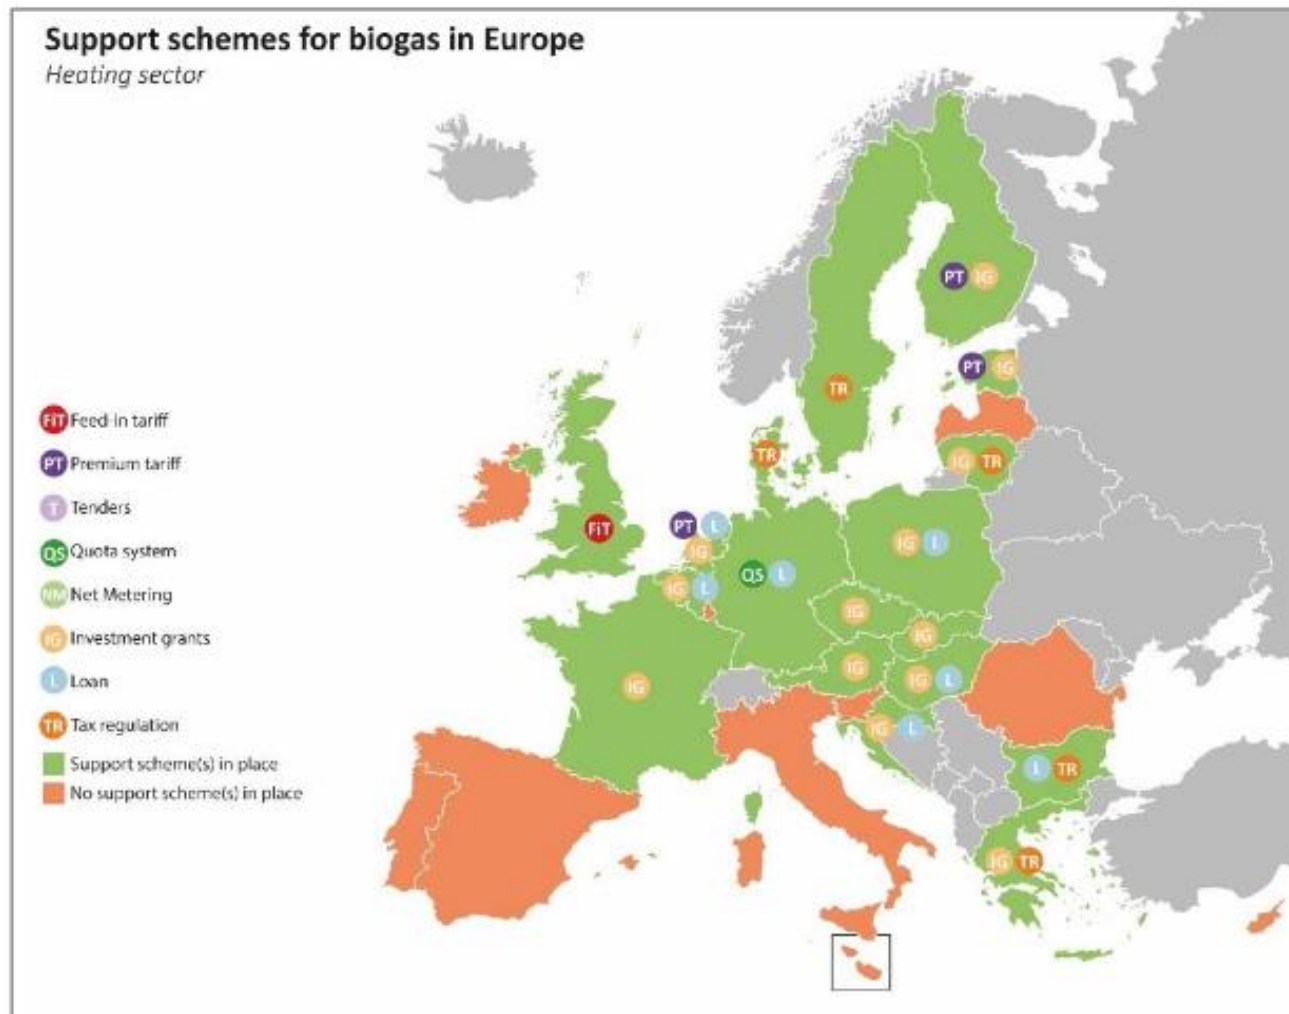 Support schemes for biogas in Europe
Heating sector
FiT Feed-in tariff
PT Premium tariff
T Tenders
QS Quota system
NM Net Metering
IG Investment grants
L Loan
TR Tax regulation
Support scheme(s) in place
No support scheme(s) in place
PT IG
PT IG
TR
TR
IG TR
FiT
PT L
IG
IG L
QS L
IG L
IG
IG
IG
IG
IG L
IG L
L TR
IG TR